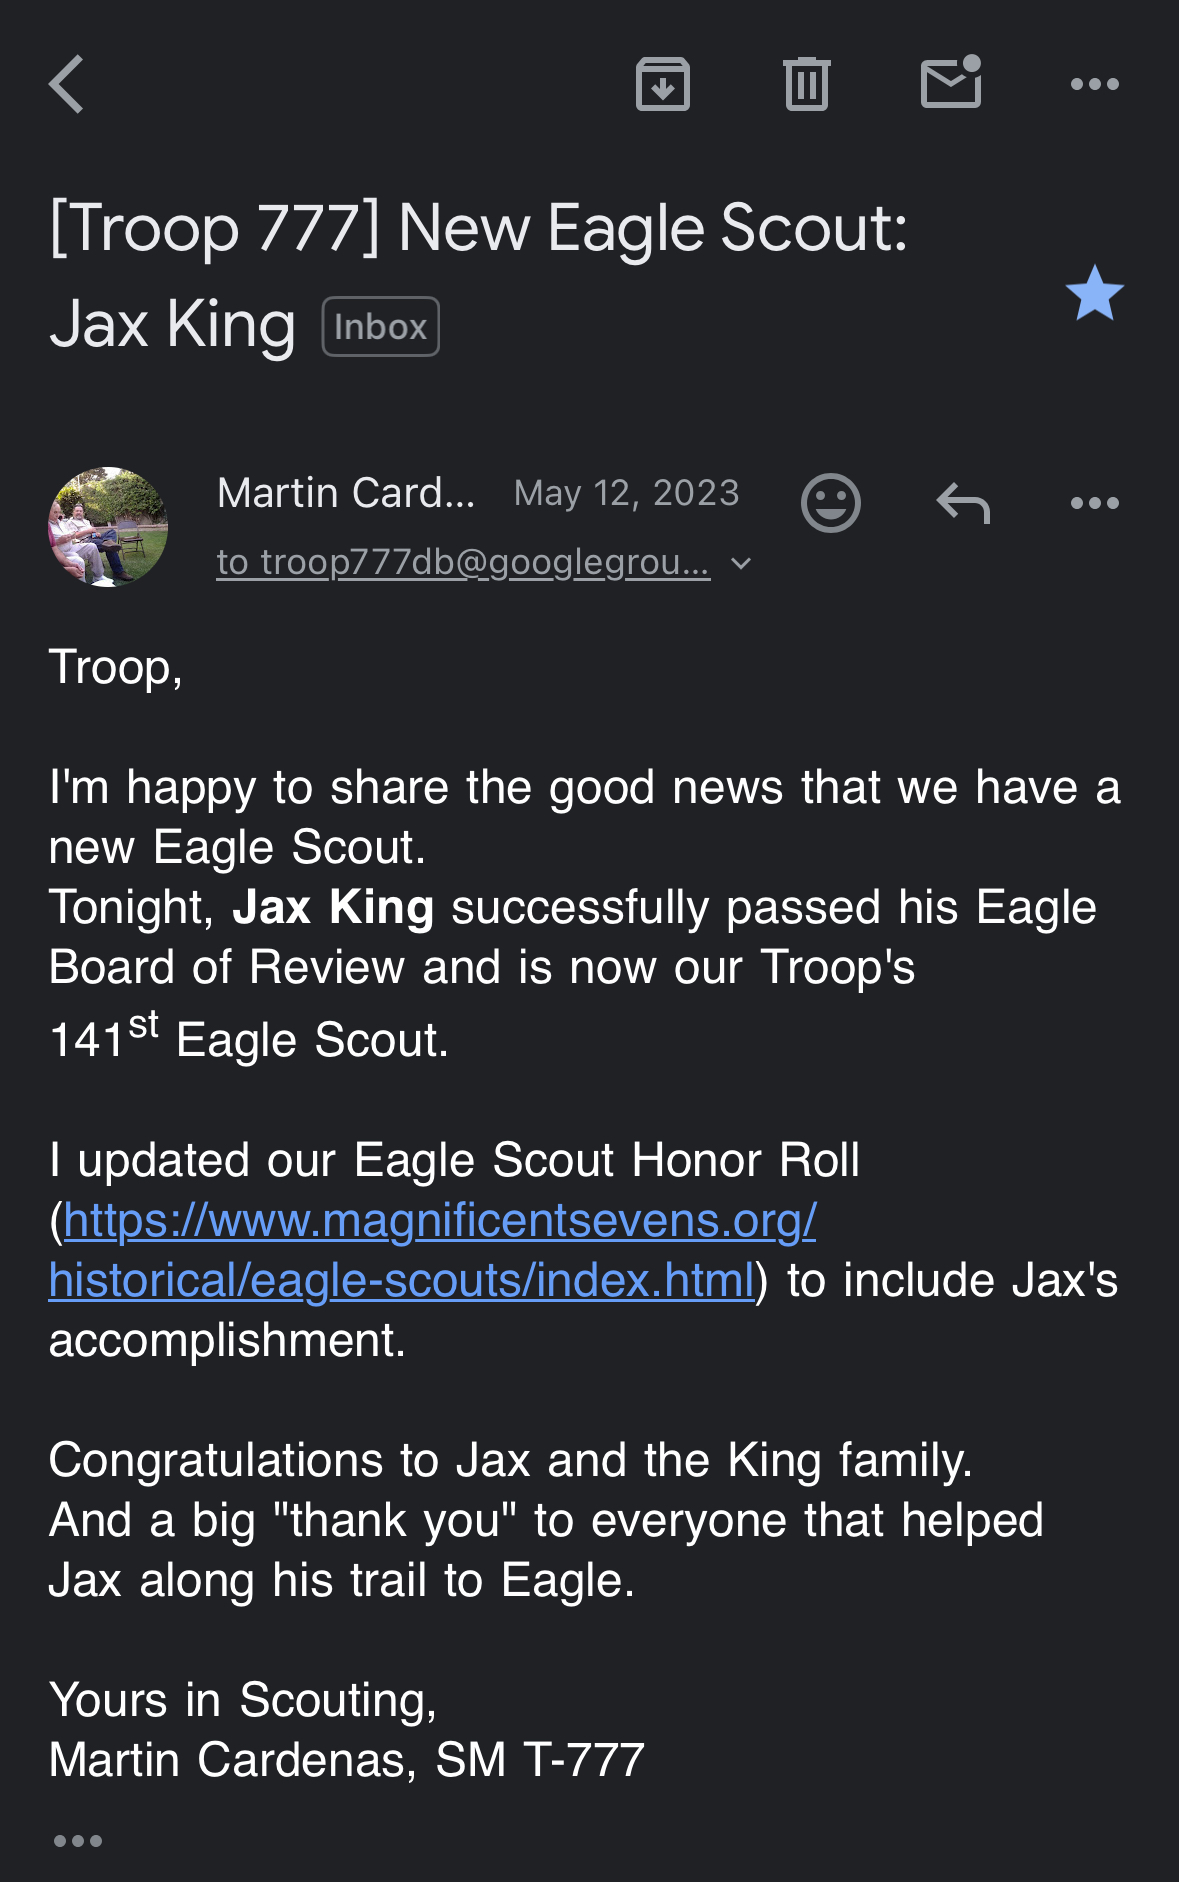 [Troop 777] New Eagle Scout:
Jax King Inbox
Martin Card... May 12, 2023
to troop777db@googlegrou...
Troop,
I'm happy to share the good news that we have a
new Eagle Scout.
Tonight, Jax King successfully passed his Eagle
Board of Review and is now our Troop's
141st Eagle Scout.
I updated our Eagle Scout Honor Roll
(https://www.magnificentsevens.org/
historical/eagle-scouts/index.html) to include Jax's
accomplishment.
Congratulations to Jax and the King family.
And a big "thank you" to everyone that helped
Jax along his trail to Eagle.
Yours in Scouting,
Martin Cardenas, SM T-777